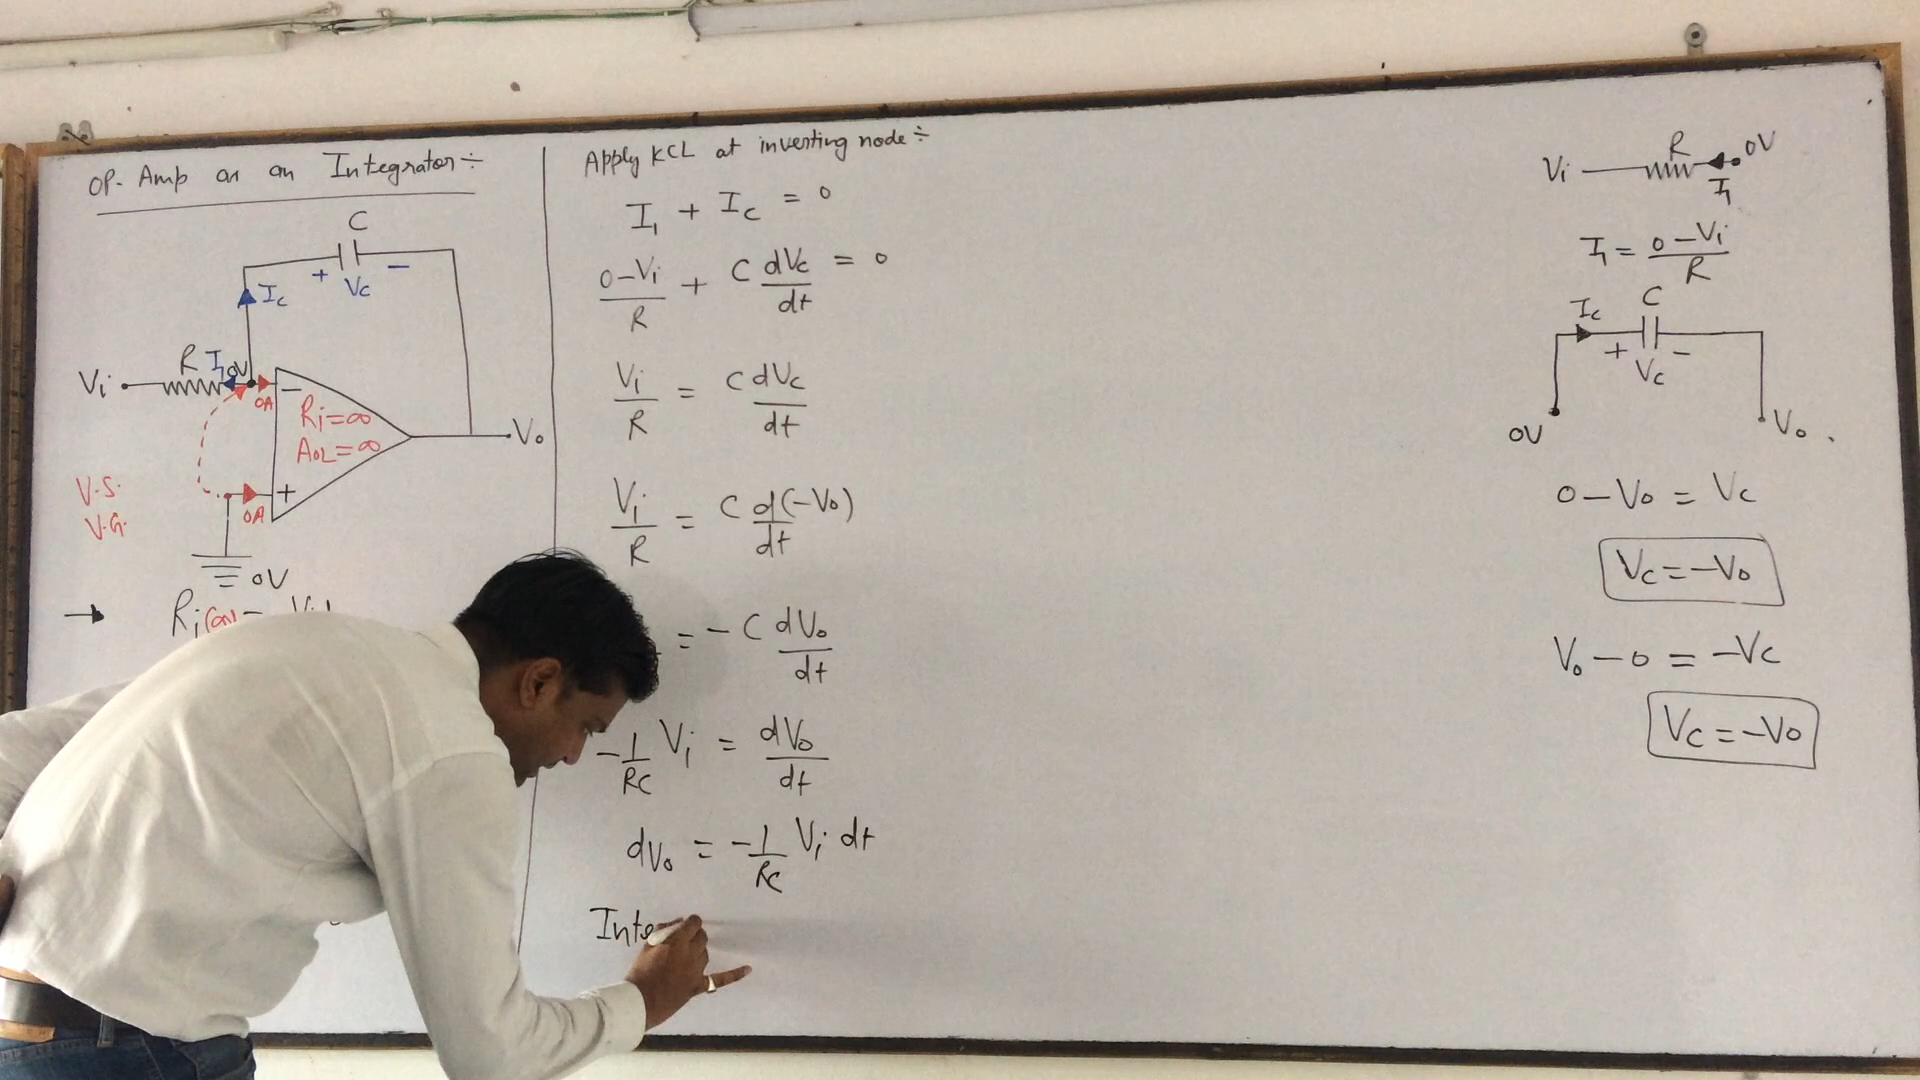 OP-Amp as an Integrator÷
C
+ Vc −
Ic
R I1 0V
Vi
0A
−
Ri=∞
AOL=∞
Vo
V.S.
V.G.
+
0A
0V
Apply KCL at inverting node÷
I1 + Ic = 0
0−Vi/R + C dVc/dt = 0
Vi/R = C dVc/dt
Vi/R = C d(−Vo)/dt
= −C dVo/dt
−1/RC Vi = dVo/dt
dVo = −1/RC Vi dt
Inte
Vi R 0V
I1
I1 = 0−Vi/R
Ic C
+ Vc −
0V Vo
0−Vo = Vc
Vc=−Vo
Vo−0 = −Vc
Vc=−Vo